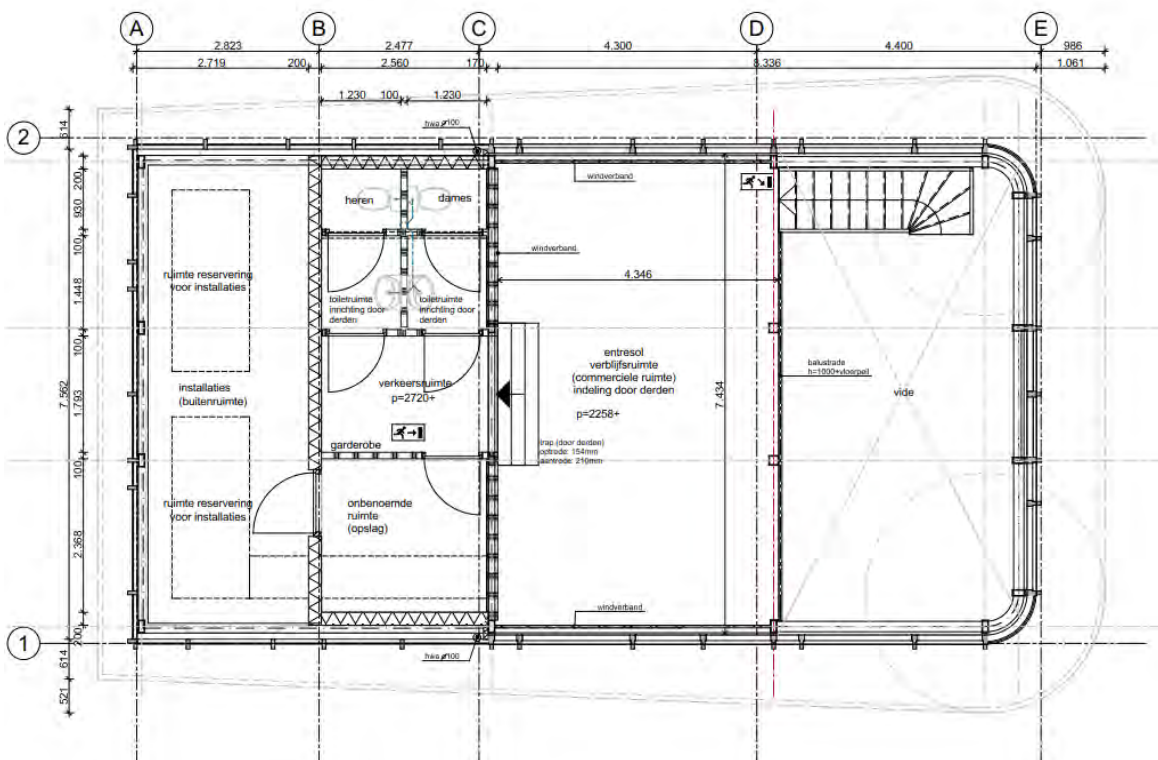 A
B
C
D
E
2.823
2.477
4.300
4.400
986
2.719
200
2.560
170
8.336
1.061
1.230
100
1.230
2
1
614
200
930
100
1.448
100
1.793
100
2.368
200
614
521
7.562
hwa ø100
windverband
heren
dames
windverband
4.346
ruimte reservering
voor installaties
toiletruimte
inrichting door
derden
toiletruimte
inrichting door
derden
entresol
verblijfsruimte
(commerciele ruimte)
indeling door derden
p=2258+
7.434
balustrade
h=1000+vloerpeil
vide
installaties
(buitenruimte)
verkeersruimte
p=2720+
garderobe
trap (door derden)
optrede: 154mm
aantrede: 210mm
ruimte reservering
voor installaties
onbenoemde
ruimte
(opslag)
windverband
hwa ø100